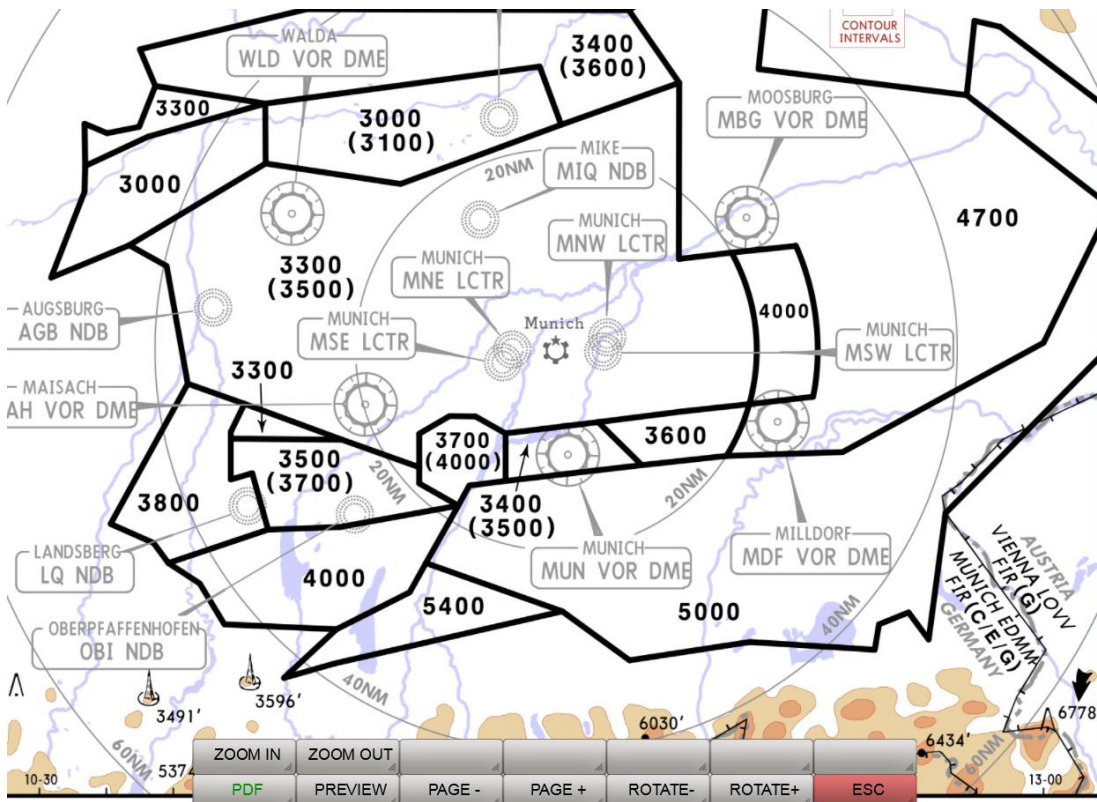 CONTOUR
INTERVALS
WALDA
WLD VOR DME
3400
(3600)
3300
3000
(3100)
MOOSBURG
MBG VOR DME
3000
20NM
MIKE
MIQ NDB
4700
MUNICH
MNW LCTR
3300
(3500)
MUNICH
MNE LCTR
AUGSBURG
AGB NDB
MUNICH
MSE LCTR
Munich
4000
MUNICH
MSW LCTR
3300
MAISACH
AH VOR DME
3500
(3700)
3700
(4000)
3600
20NM
20NM
3800
3400
(3500)
LANDSBERG
LQ NDB
MUNICH
MUN VOR DME
MILLDORF
MDF VOR DME
4000
5400
5000
AUSTRIA
VIENNA LOVV
FIR(G)
MUNICH EDMM
FIR(C/E/G)
GERMANY
OBERPFAFFENHOFEN
OBI NDB
40NM
40NM
3491'
3596'
6030'
6778
6434'
60NM
60NM
5374
10-30
13-00
ZOOM IN
ZOOM OUT
PDF
PREVIEW
PAGE -
PAGE +
ROTATE-
ROTATE+
ESC